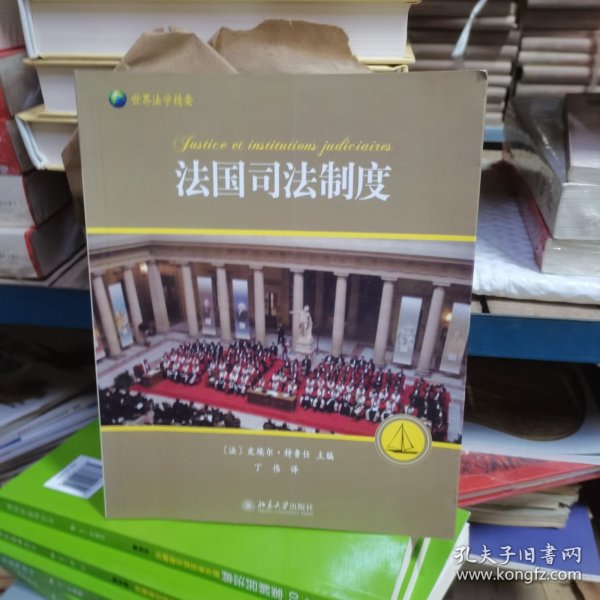 世界法学精要
Justice et institutions judiciaires
法国司法制度
〔法〕皮埃尔·特鲁仕 主编
丁 伟 译
北京大学出版社
孔夫子旧书网
www.kongfz.com